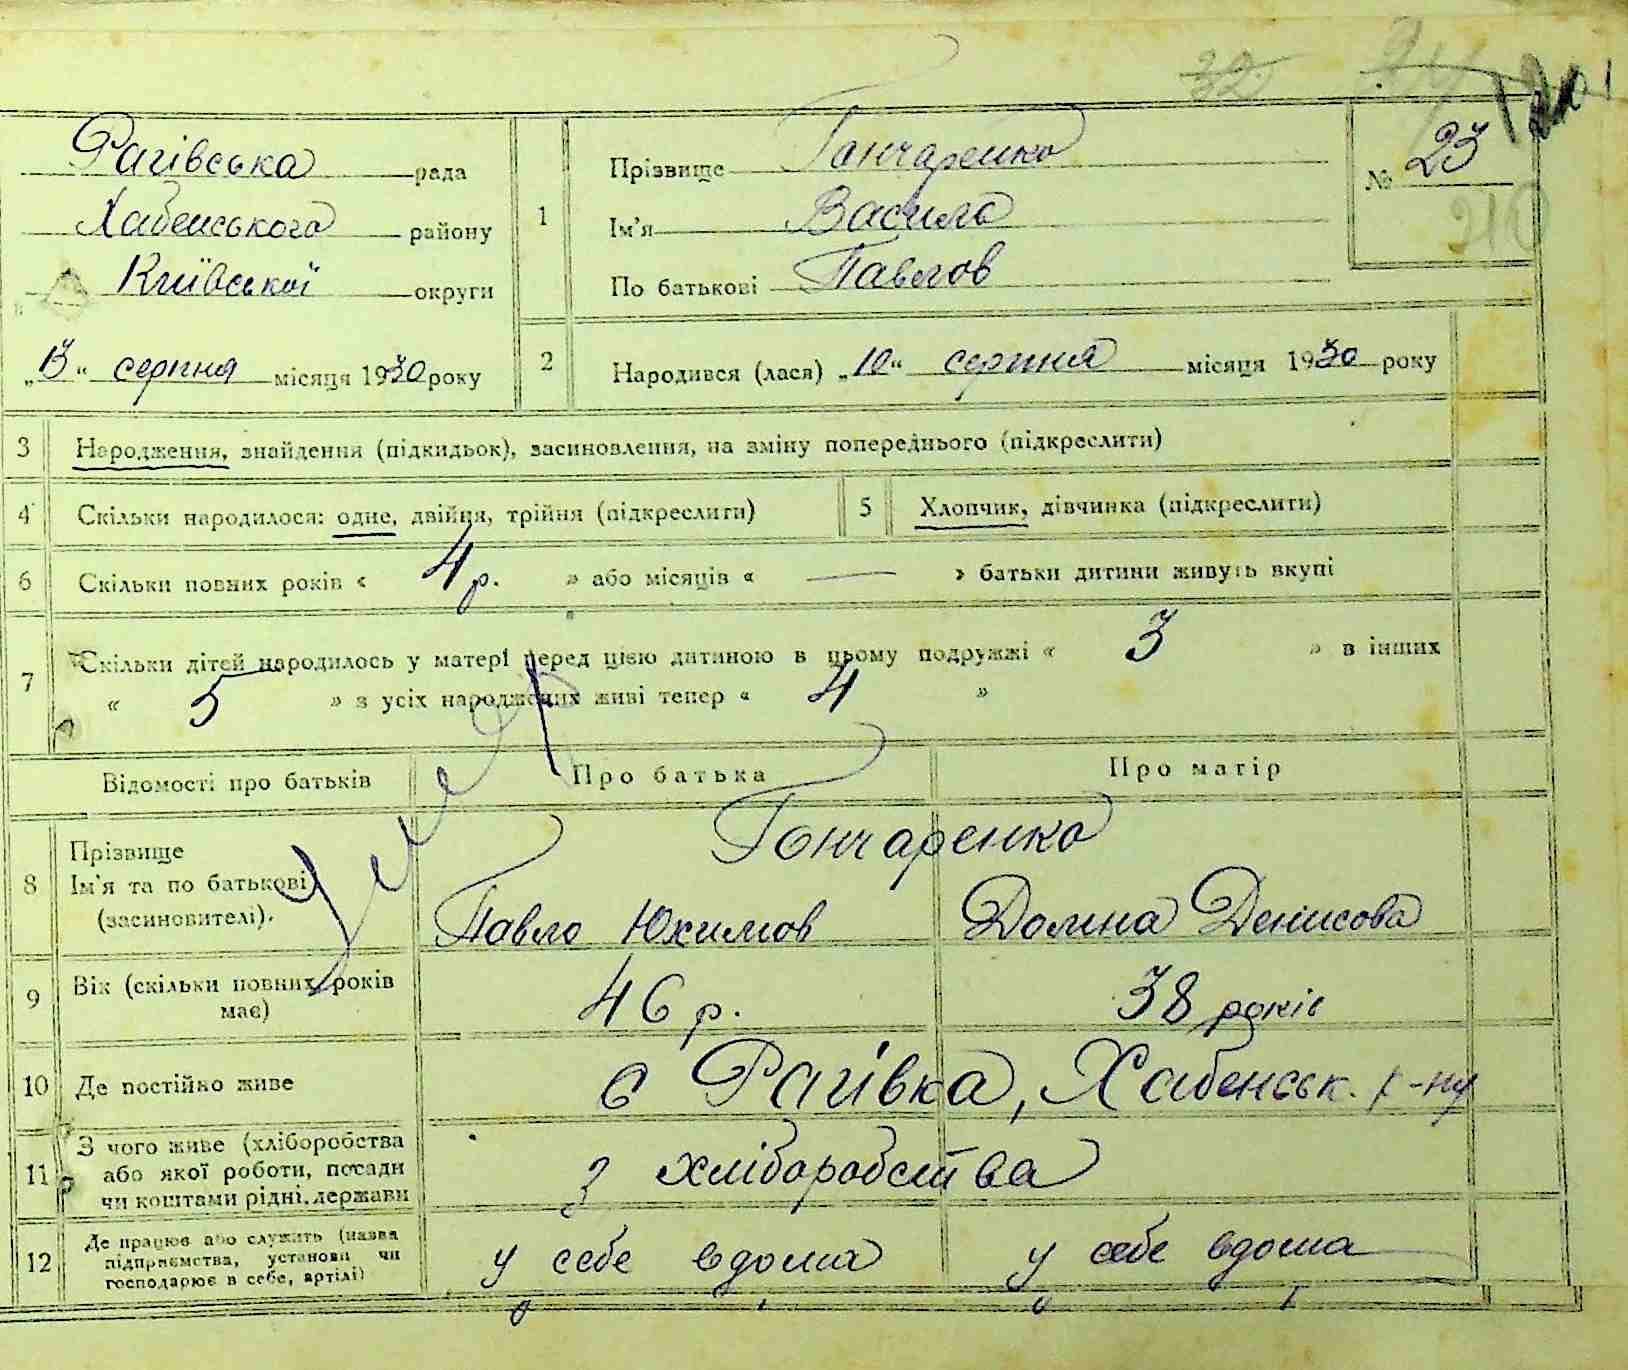 32
Рагівська рада
Хабенського району
Київської округи
„13“ серпня місяця 1930 року
1
Прізвище Гончаренко
Ім'я Василь
По батькові Павлов
№ 23
210
2
Народився (лася) „10“ серпня місяця 1930 року
3
Народження, знайдення (підкидьок), засиновлення, на зміну попереднього (підкреслити)
4
Скільки народилося: одне, двійня, трійня (підкреслити)
5
Хлопчик, дівчинка (підкреслити)
6
Скільки повних років « 4 р. » або місяців « — » батьки дитини живуть вкупі
7
Скільки дітей народилось у матері перед цією дитиною в цьому подружжі « 3 » в інших
« 5 » з усіх народжених живі тепер « 4 »
Умер
Відомості про батьків
Про батька
Про матір
8
Прізвище
Ім'я та по батькові
(засиновителі).
Гончаренко
Павло Юхимов
Домна Денисова
9
Вік (скільки повних років
має)
46 р.
38 років
10
Де постійно живе
с Рагівка, Хабенськ. р-ну
11
З чого живе (хліборобства
або якої роботи, посади
чи коштами рідні, держави
з хліборобства
12
Де працює або служить (назва
підприємства, установи чи
господарює в себе, артілі)
у себе вдома
у себе вдома